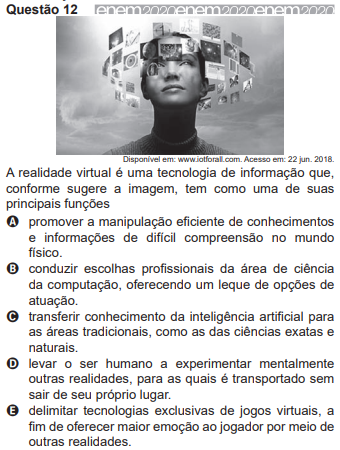 Questão 12 enem2020enem2020enem2020
Disponível em: www.iotforall.com. Acesso em: 22 jun. 2018.
A realidade virtual é uma tecnologia de informação que,
conforme sugere a imagem, tem como uma de suas
principais funções
A promover a manipulação eficiente de conhecimentos
e informações de difícil compreensão no mundo
físico.
B conduzir escolhas profissionais da área de ciência
da computação, oferecendo um leque de opções de
atuação.
C transferir conhecimento da inteligência artificial para
as áreas tradicionais, como as das ciências exatas e
naturais.
D levar o ser humano a experimentar mentalmente
outras realidades, para as quais é transportado sem
sair de seu próprio lugar.
E delimitar tecnologias exclusivas de jogos virtuais, a
fim de oferecer maior emoção ao jogador por meio de
outras realidades.